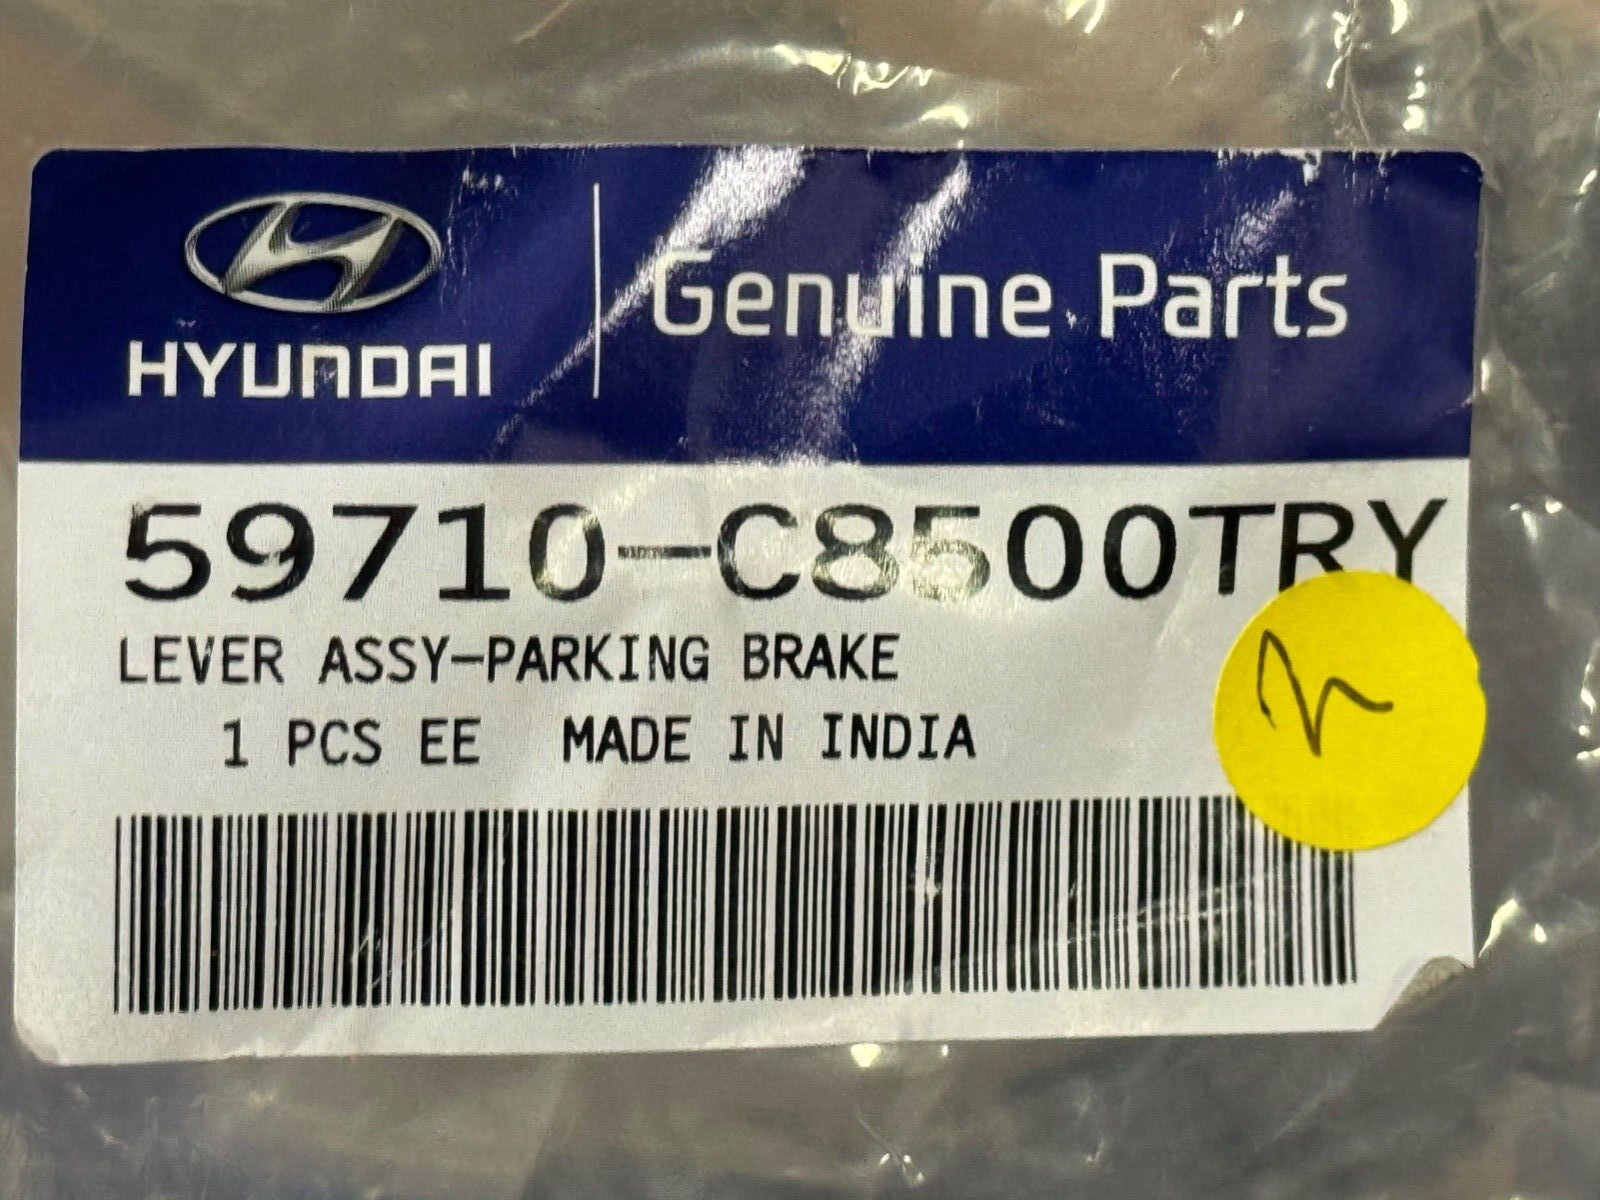 HYUNDAI
Genuine Parts
59710-C8500TRY
LEVER ASSY-PARKING BRAKE
1 PCS EE MADE IN INDIA